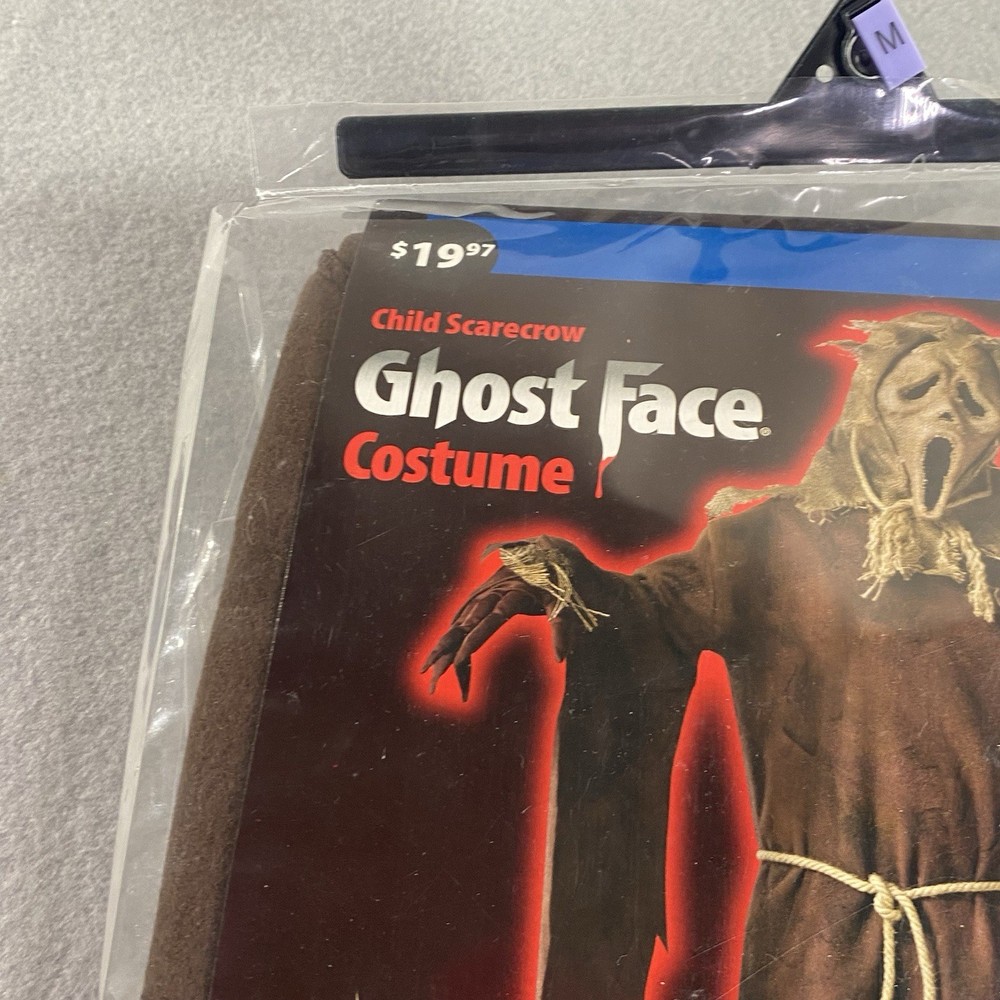 M
$19.97
Child Scarecrow
Ghost Face®
Costume